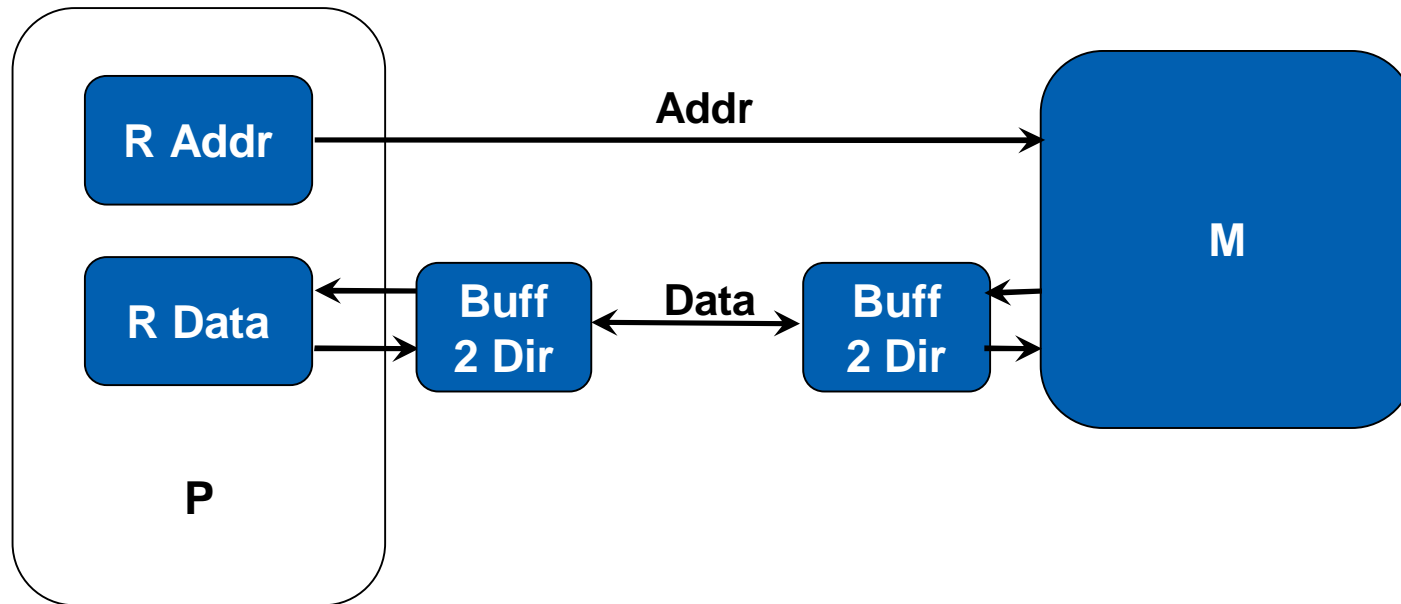 R Addr
Addr
M
R Data
Buff
2 Dir
Data
Buff
2 Dir
P